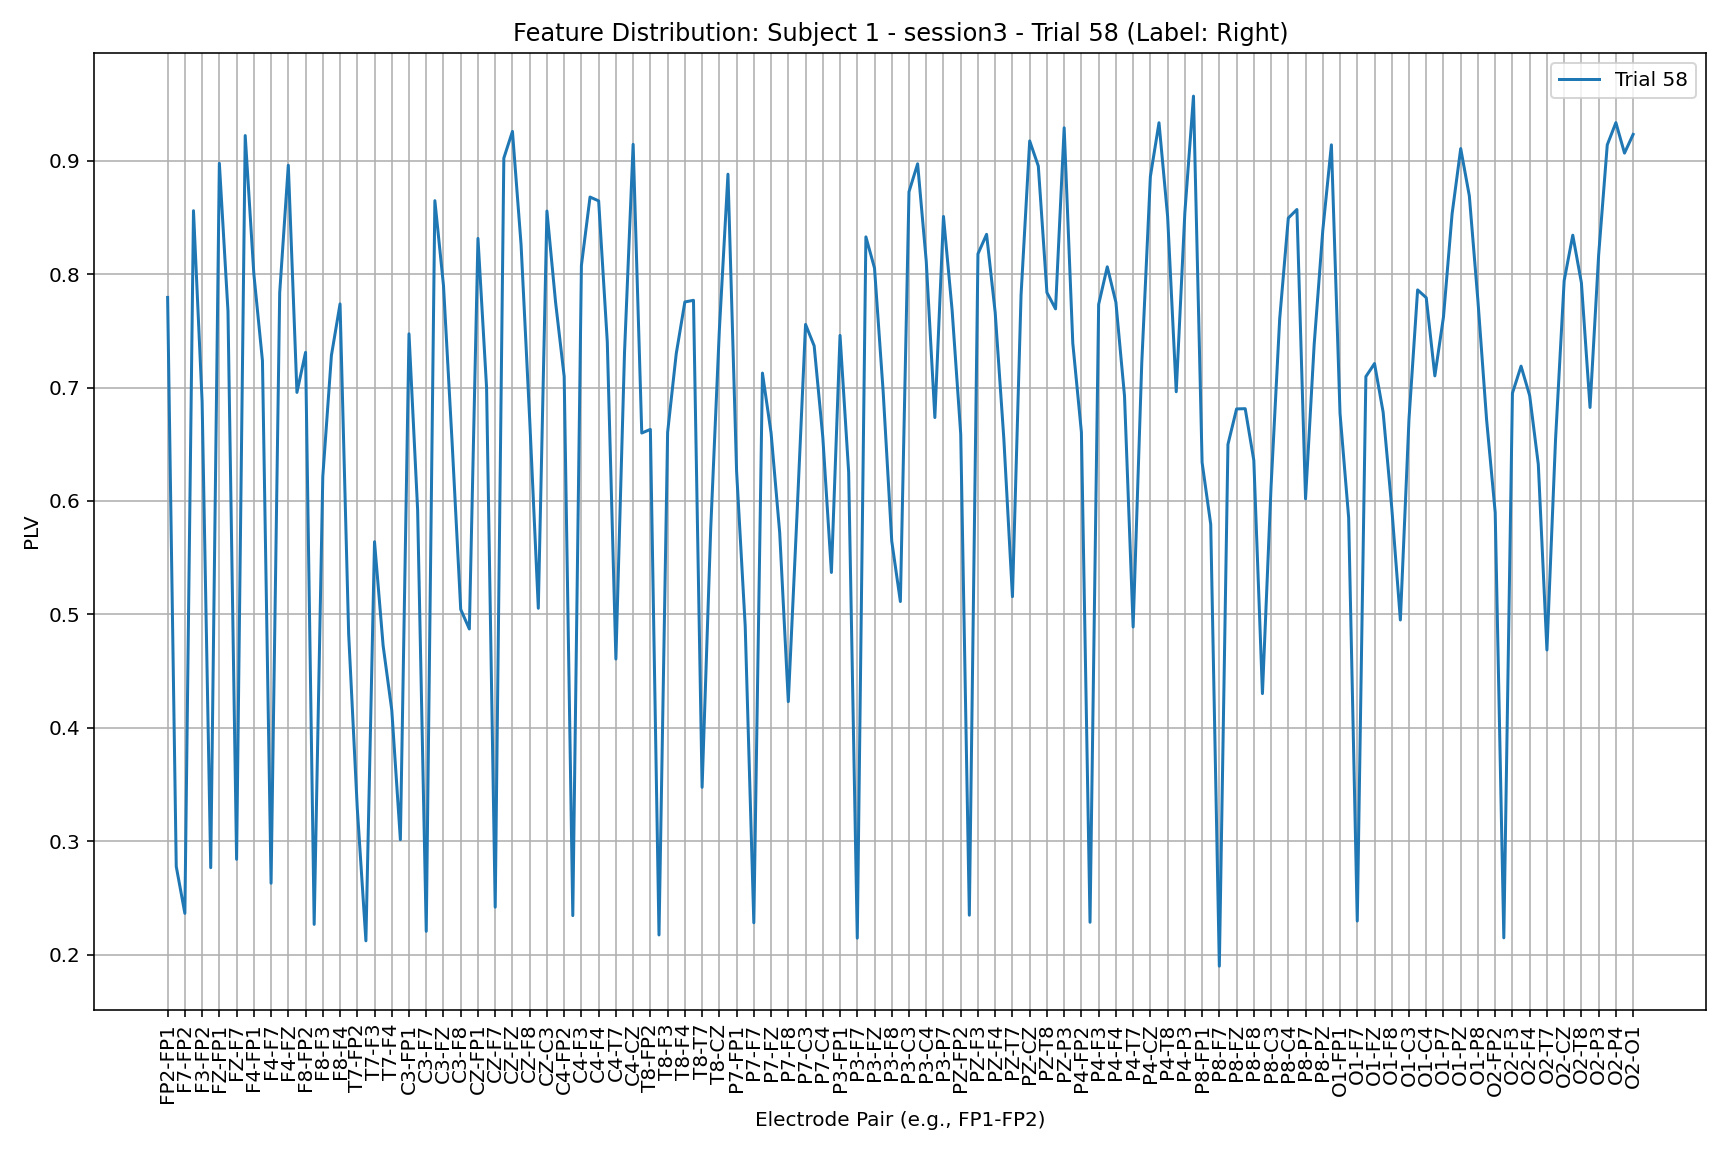 Feature Distribution: Subject 1 - session3 - Trial 58 (Label: Right)
Trial 58
PLV
0.9
0.8
0.7
0.6
0.5
0.4
0.3
0.2
FP2-FP1
F7-FP2
F3-FP2
FZ-FP1
FZ-F7
F4-FP1
F4-F7
F4-FZ
F8-FP2
F8-F3
F8-F4
T7-FP2
T7-F3
T7-F4
C3-FP1
C3-F7
C3-FZ
C3-F8
CZ-FP1
CZ-F7
CZ-FZ
CZ-F8
CZ-C3
C4-FP2
C4-F3
C4-F4
C4-T7
C4-CZ
T8-FP2
T8-F3
T8-F4
T8-T7
T8-CZ
P7-FP1
P7-F7
P7-FZ
P7-F8
P7-C3
P7-C4
P3-FP1
P3-F7
P3-FZ
P3-F8
P3-C3
P3-C4
P3-P7
PZ-FP2
PZ-F3
PZ-F4
PZ-T7
PZ-CZ
PZ-T8
PZ-P3
P4-FP2
P4-F3
P4-F4
P4-T7
P4-CZ
P4-T8
P4-P3
P8-FP1
P8-F7
P8-FZ
P8-F8
P8-C3
P8-C4
P8-P7
P8-PZ
O1-FP1
O1-F7
O1-FZ
O1-F8
O1-C3
O1-C4
O1-P7
O1-PZ
O1-P8
O2-FP2
O2-F3
O2-F4
O2-T7
O2-CZ
O2-T8
O2-P3
O2-P4
O2-O1
Electrode Pair (e.g., FP1-FP2)